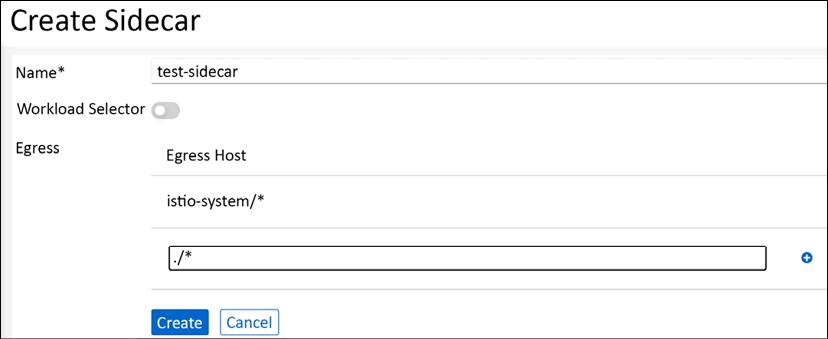 Create Sidecar
Name* test-sidecar
Workload Selector
Egress Egress Host
istio-system/*
./*
Create Cancel